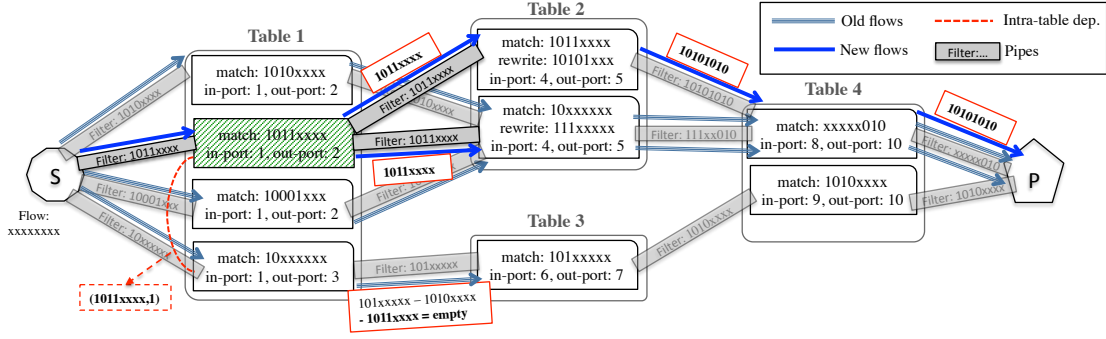 Old flows
New flows
Intra-table dep.
Filter:... Pipes
Table 1
match: 1010xxxx
in-port: 1, out-port: 2
match: 1011xxxx
in-port: 1, out-port: 2
match: 10001xxx
in-port: 1, out-port: 2
match: 10xxxxxx
in-port: 1, out-port: 3
Table 2
match: 1011xxxx
rewrite: 10101xxx
in-port: 4, out-port: 5
match: 10xxxxxx
rewrite: 111xxxxx
in-port: 4, out-port: 5
Table 3
match: 101xxxxx
in-port: 6, out-port: 7
Table 4
match: xxxxx010
in-port: 8, out-port: 10
match: 1010xxxx
in-port: 9, out-port: 10
S
Flow:
xxxxxxxx
P
Filter: 1010xxxx
Filter: 1011xxxx
Filter: 10001xxx
Filter: 10xxxxxx
(1011xxxx,1)
1011xxxx
Filter: 1011xxxx
Filter: 1011xxxx
1011xxxx
Filter: 101xxxxx
101xxxxx – 1010xxxx
- 1011xxxx = empty
10101010
Filter: 10101010
Filter: 111xx010
Filter: 1010xxxx
10101010
Filter: xxxxx010
Filter: 1010xxxx